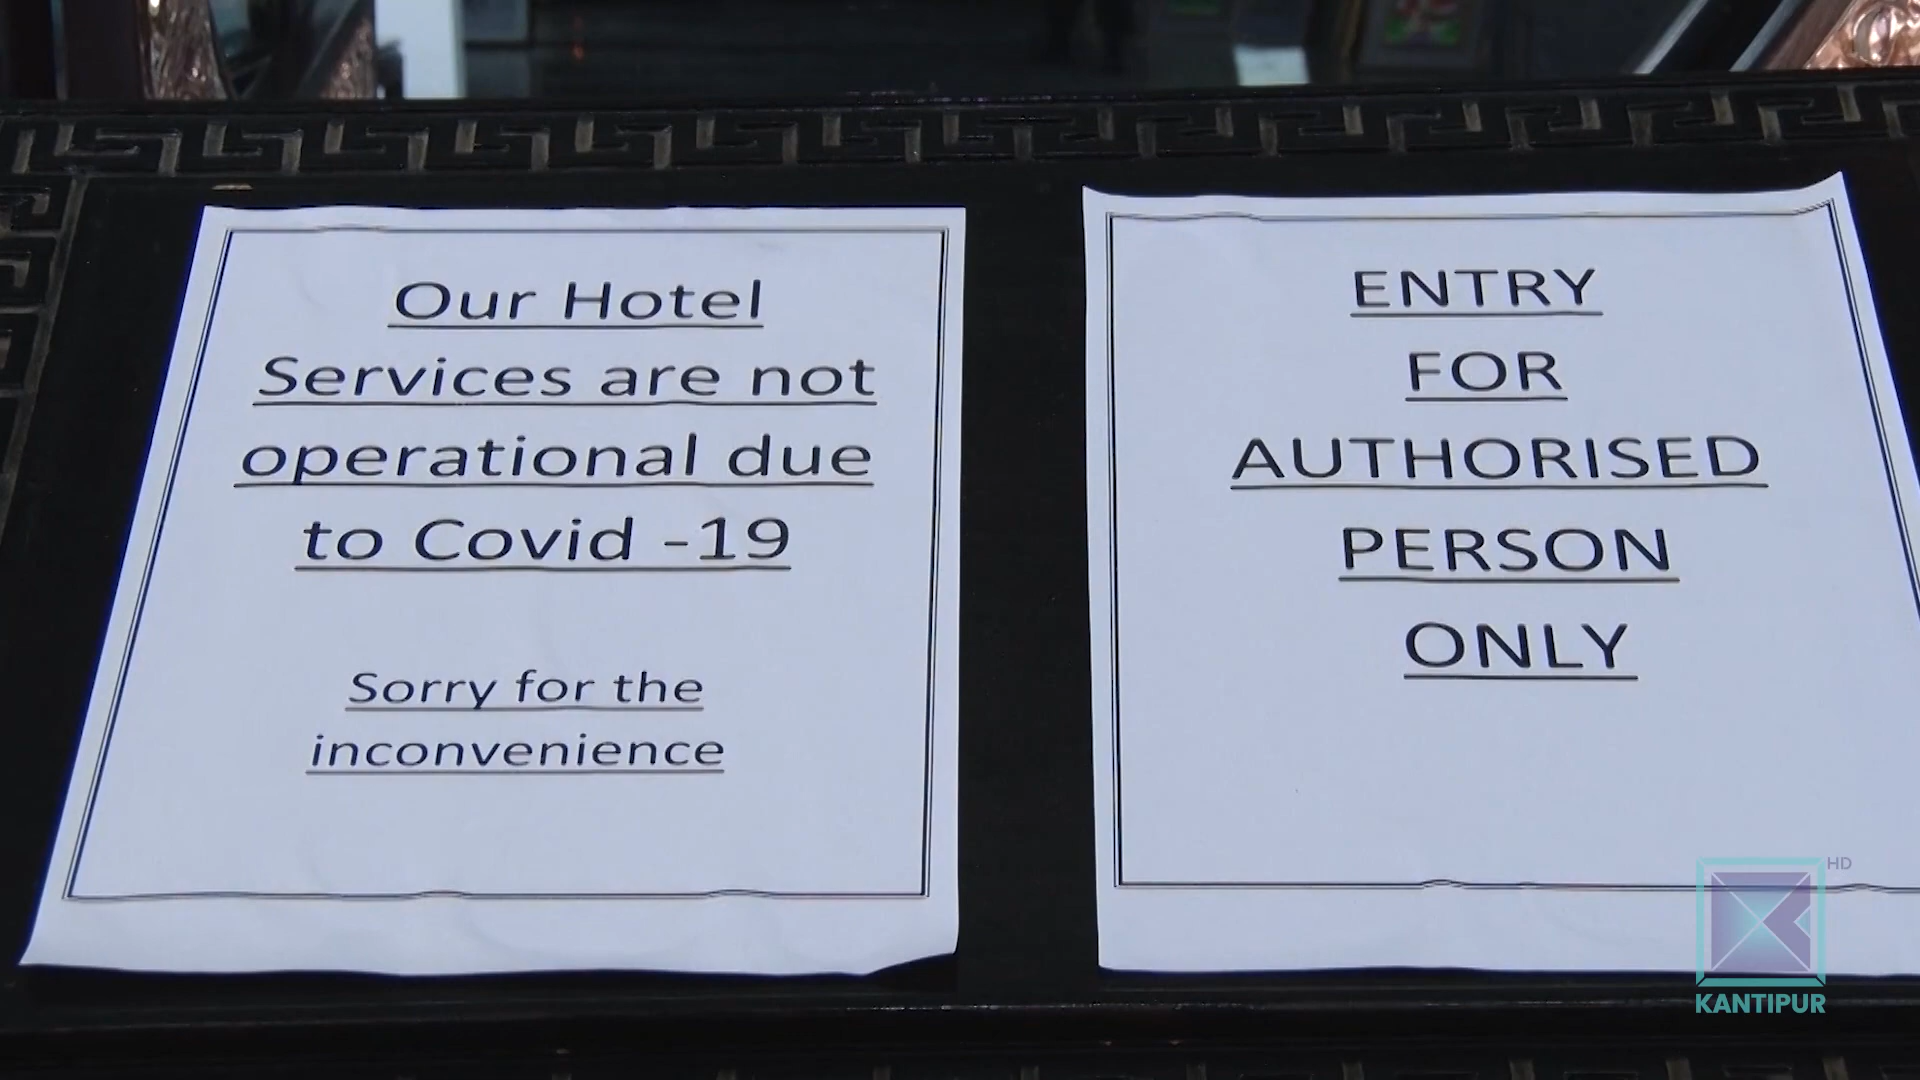 Our Hotel
Services are not
operational due
to Covid -19
Sorry for the
inconvenience
ENTRY
FOR
AUTHORISED
PERSON
ONLY
HD
KANTIPUR